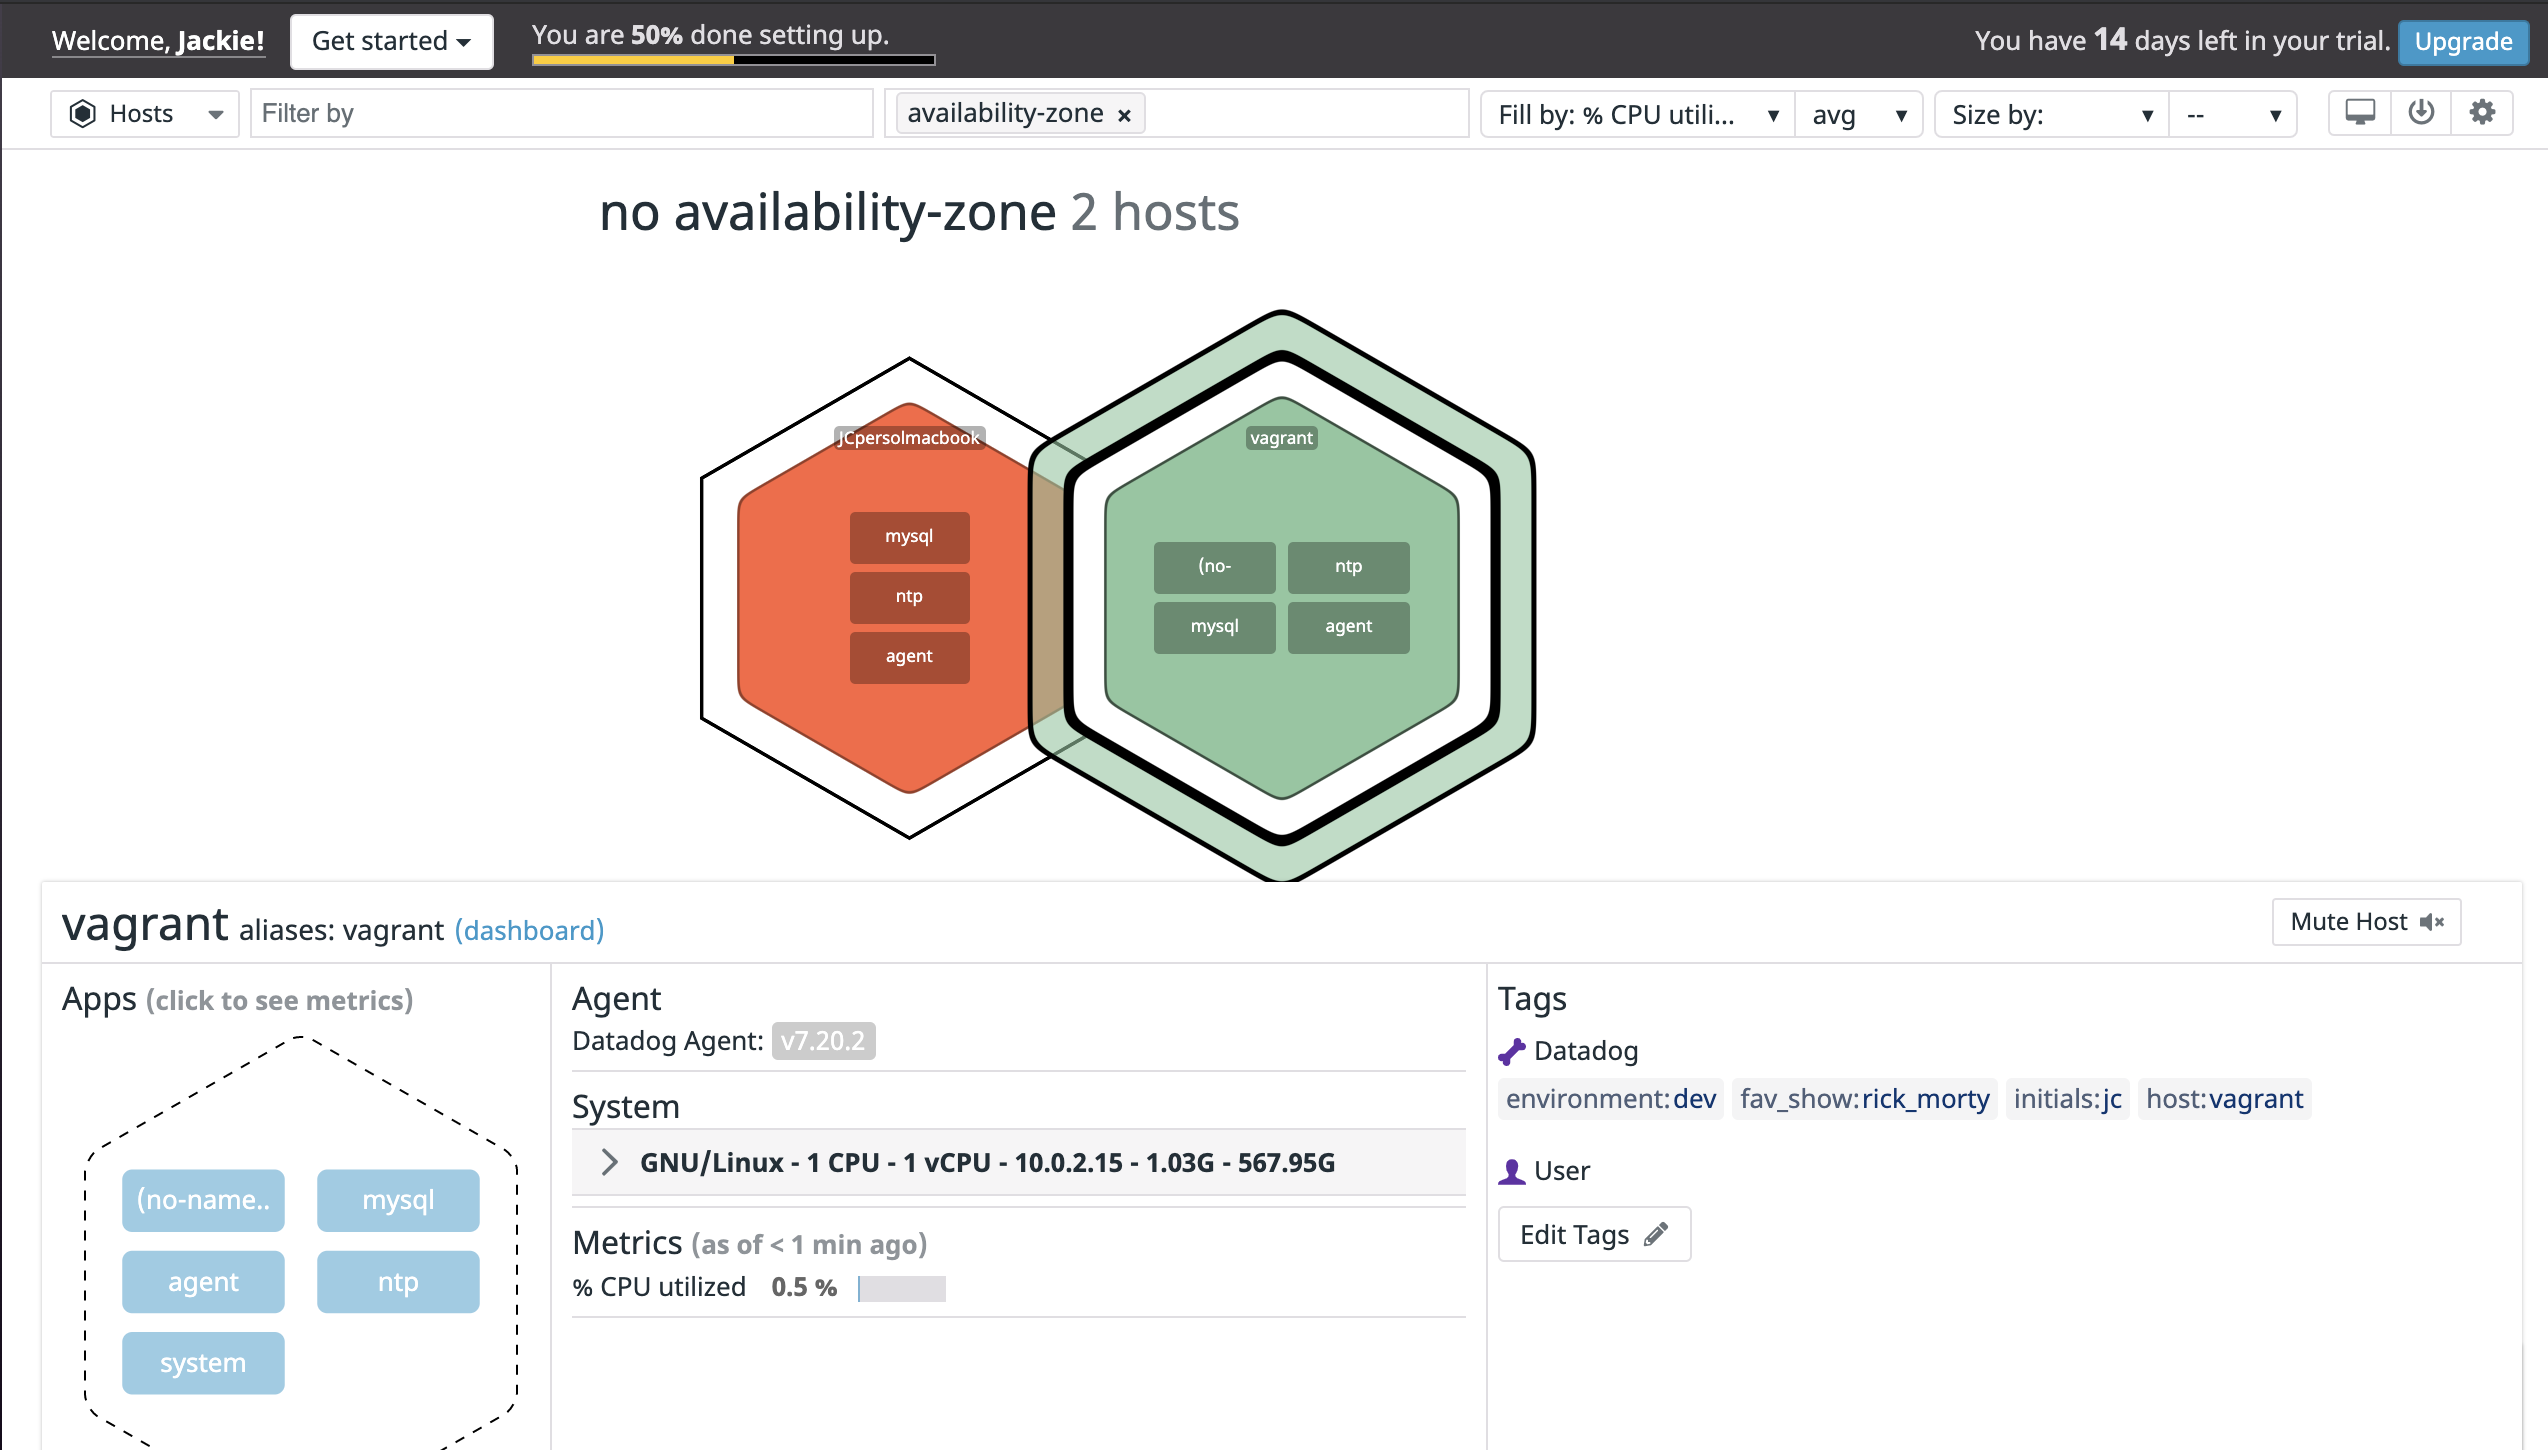 Welcome, Jackie!
Get started
You are 50% done setting up.
You have 14 days left in your trial.
Upgrade
Hosts
Filter by
availability-zone ×
Fill by: % CPU utili...
avg
Size by:
--
no availability-zone 2 hosts
JCpersolmacbook
mysql
ntp
agent
vagrant
(no-
ntp
mysql
agent
vagrant aliases: vagrant (dashboard)
Mute Host
Apps (click to see metrics)
(no-name..
mysql
agent
ntp
system
Agent
Datadog Agent: v7.20.2
System
GNU/Linux - 1 CPU - 1 vCPU - 10.0.2.15 - 1.03G - 567.95G
Metrics (as of < 1 min ago)
% CPU utilized 0.5 %
Tags
Datadog
environment:dev fav_show:rick_morty initials:jc host:vagrant
User
Edit Tags